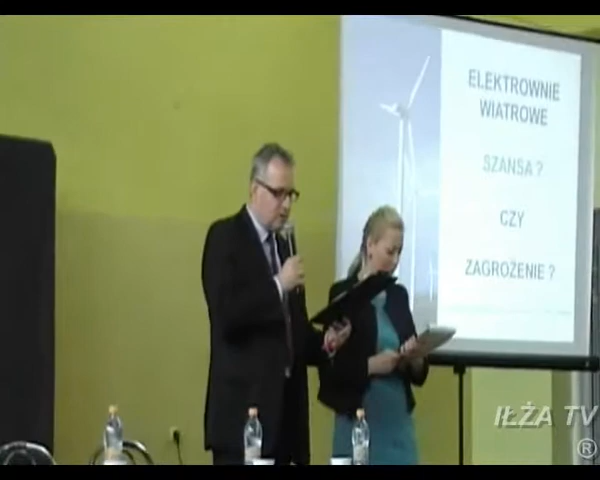 ELEKTROWNIE
WIATROWE
SZANSA ?
CZY
ZAGROŻENIE ?
IŁŻA TV
®